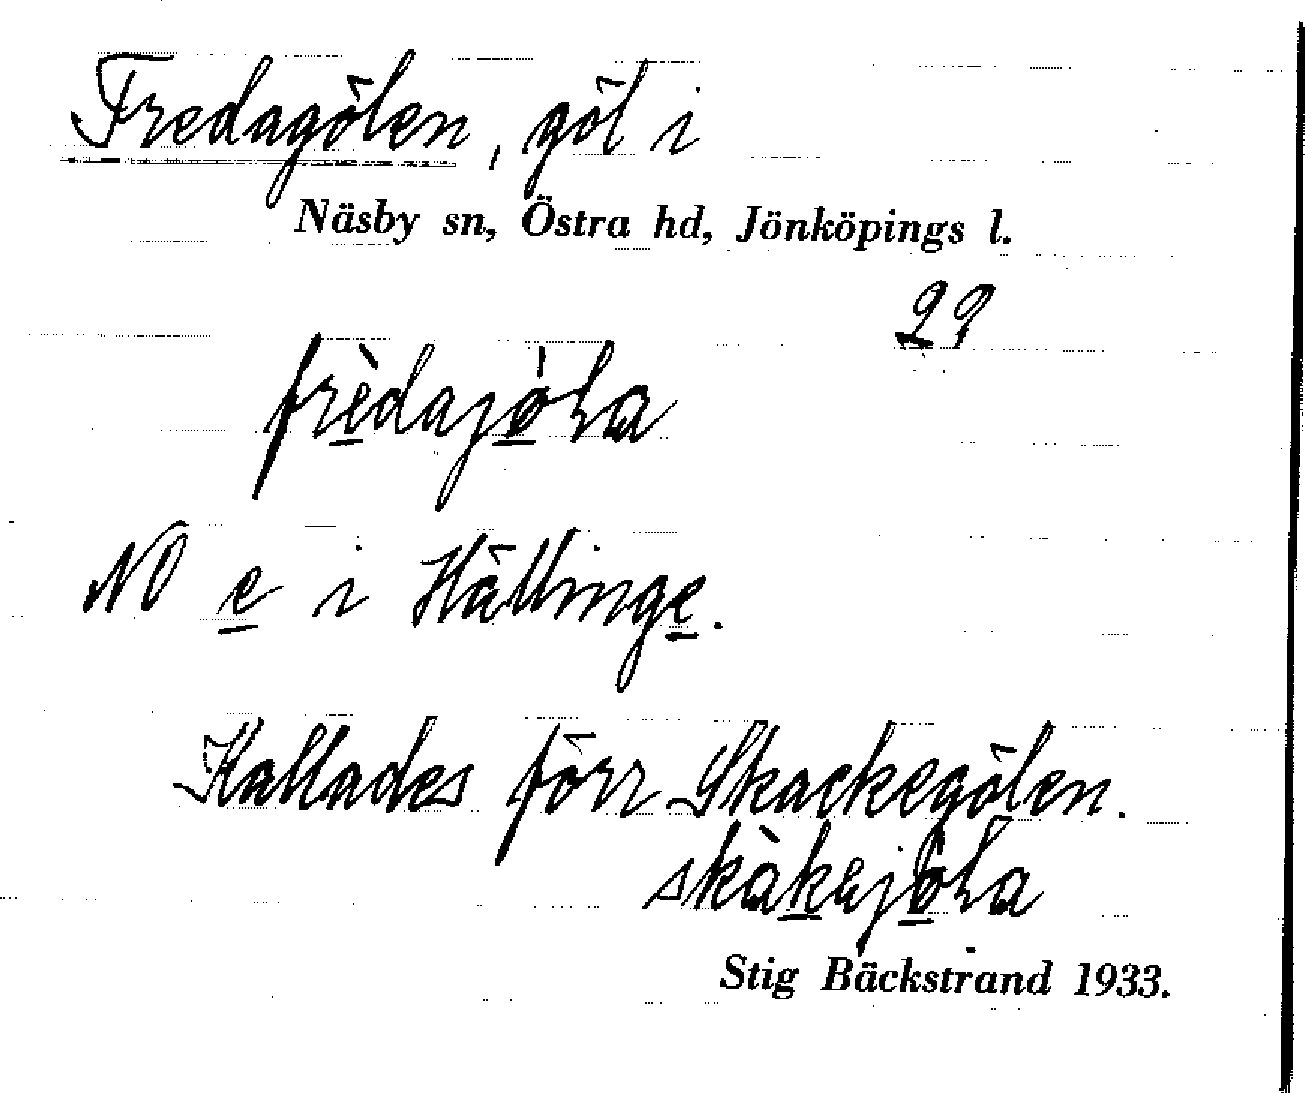 Fredagölen, göl i
Näsby sn, Östra hd, Jönköpings l.
29
frèdajöla
NO e i Hällinge.
Kallades förr Skackegölen.
skàkejöla
Stig Bäckstrand 1933.